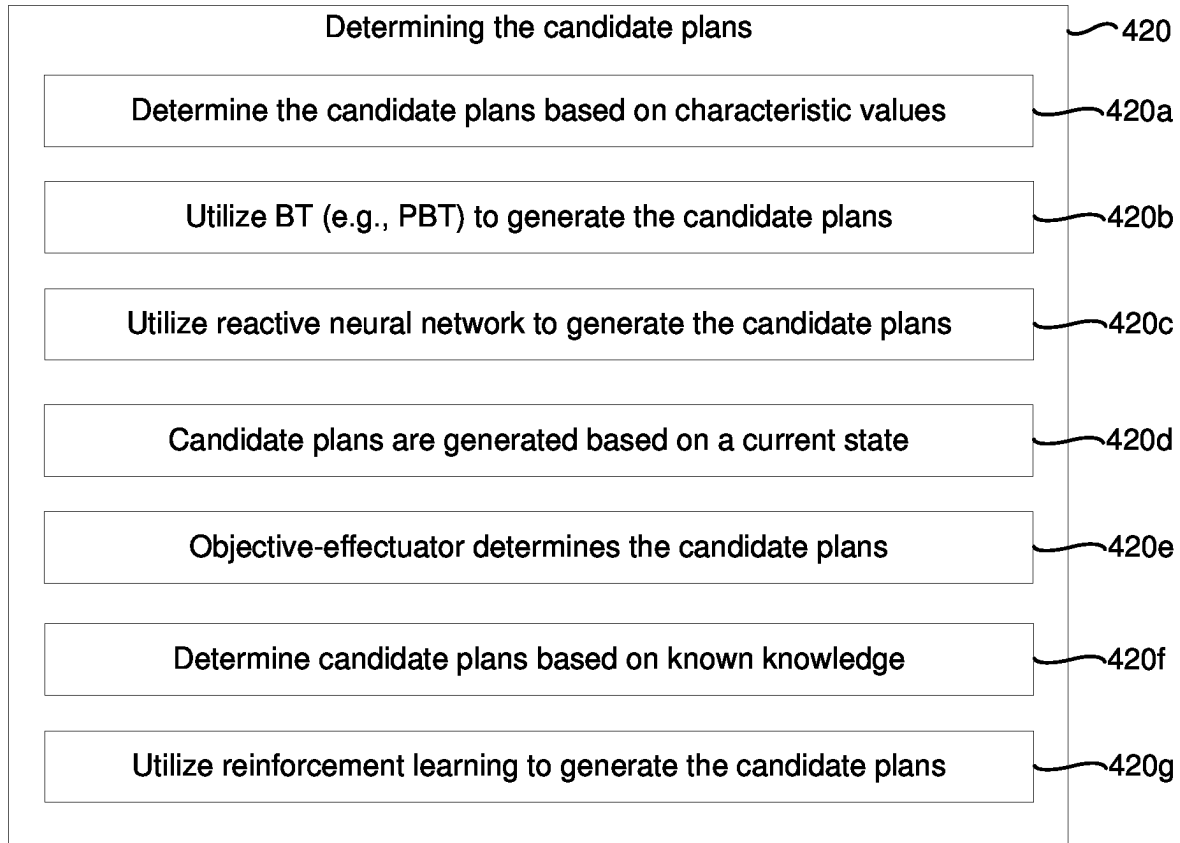 Determining the candidate plans 420
Determine the candidate plans based on characteristic values 420a
Utilize BT (e.g., PBT) to generate the candidate plans 420b
Utilize reactive neural network to generate the candidate plans 420c
Candidate plans are generated based on a current state 420d
Objective-effectuator determines the candidate plans 420e
Determine candidate plans based on known knowledge 420f
Utilize reinforcement learning to generate the candidate plans 420g